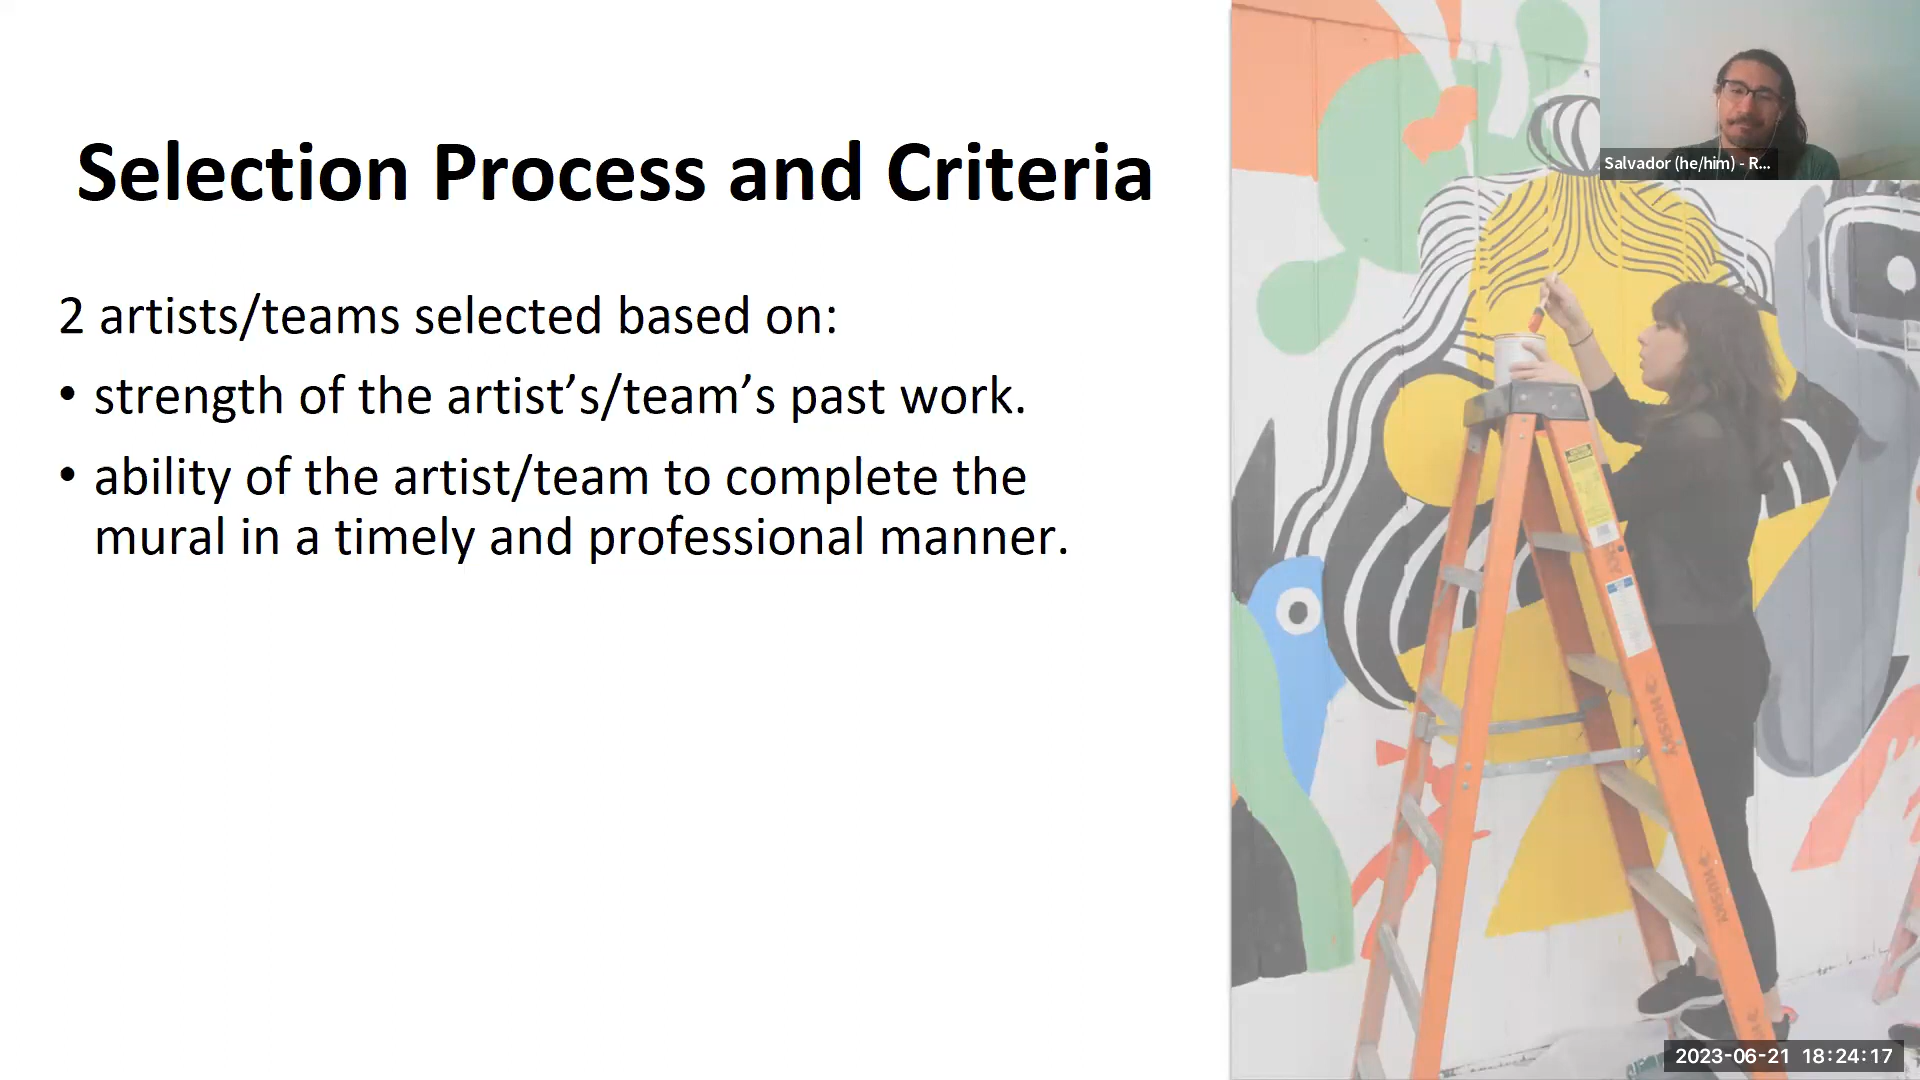 Selection Process and Criteria
2 artists/teams selected based on:
• strength of the artist’s/team’s past work.
• ability of the artist/team to complete the
mural in a timely and professional manner.
Salvador (he/him) - R...
HUSKY
HUSKY
2023-06-21 18:24:17